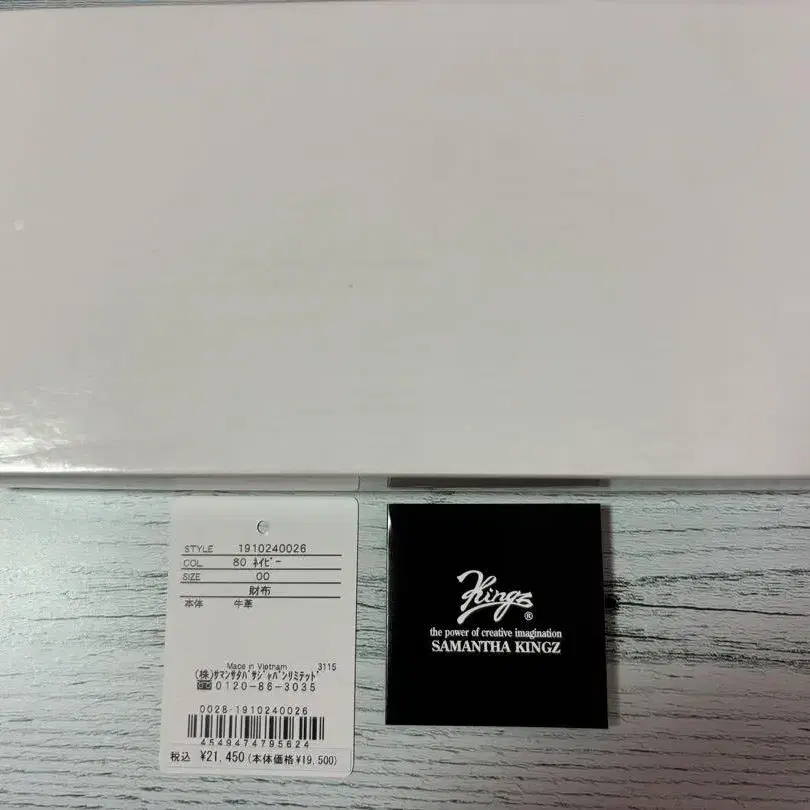 STYLE 1910240026
COL 80 ﾈｲﾋﾞｰ
SIZE 00
財布
本体 牛革
Made in Vietnam 3115
(株)ｻﾏﾝｻﾀﾊﾞｻｼﾞｬﾊﾟﾝﾘﾐﾃｯﾄﾞ
0120-86-3035
0028-1910240026
4549474795624
税込 ¥21,450(本体価格¥19,500)
Kingz ®
the power of creative imagination
SAMANTHA KINGZ